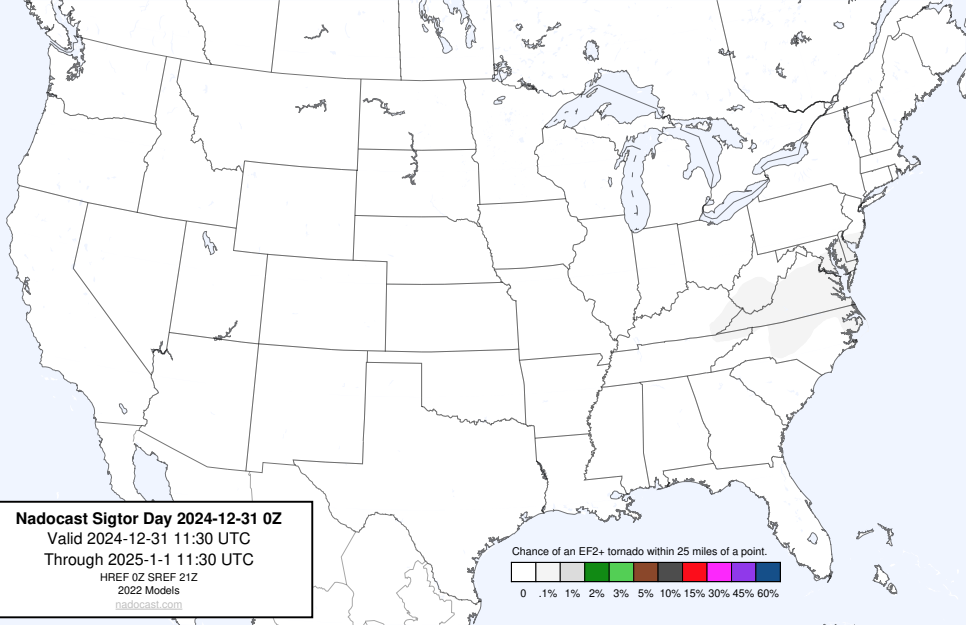 Nadocast Sigtor Day 2024-12-31 0Z
Valid 2024-12-31 11:30 UTC
Through 2025-1-1 11:30 UTC
HREF 0Z SREF 21Z
2022 Models
nadocast.com
Chance of an EF2+ tornado within 25 miles of a point.
0 .1% 1% 2% 3% 5% 10% 15% 30% 45% 60%